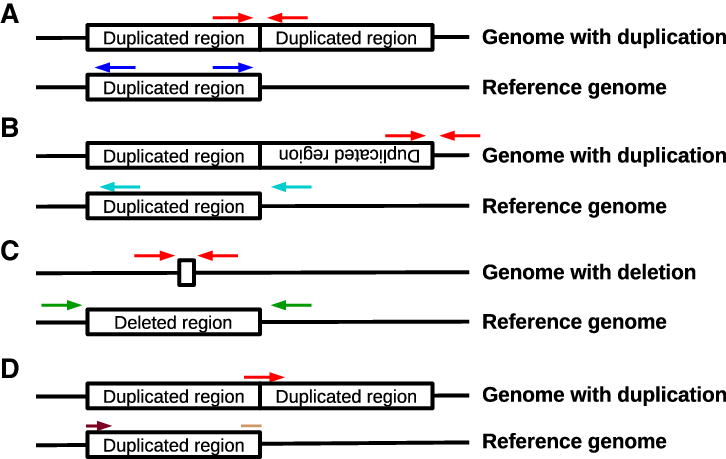 A
Duplicated region Duplicated region Genome with duplication
Duplicated region Reference genome
B
Duplicated region Duplicated region Genome with duplication
Duplicated region Reference genome
C
Genome with deletion
Deleted region Reference genome
D
Duplicated region Duplicated region Genome with duplication
Duplicated region Reference genome